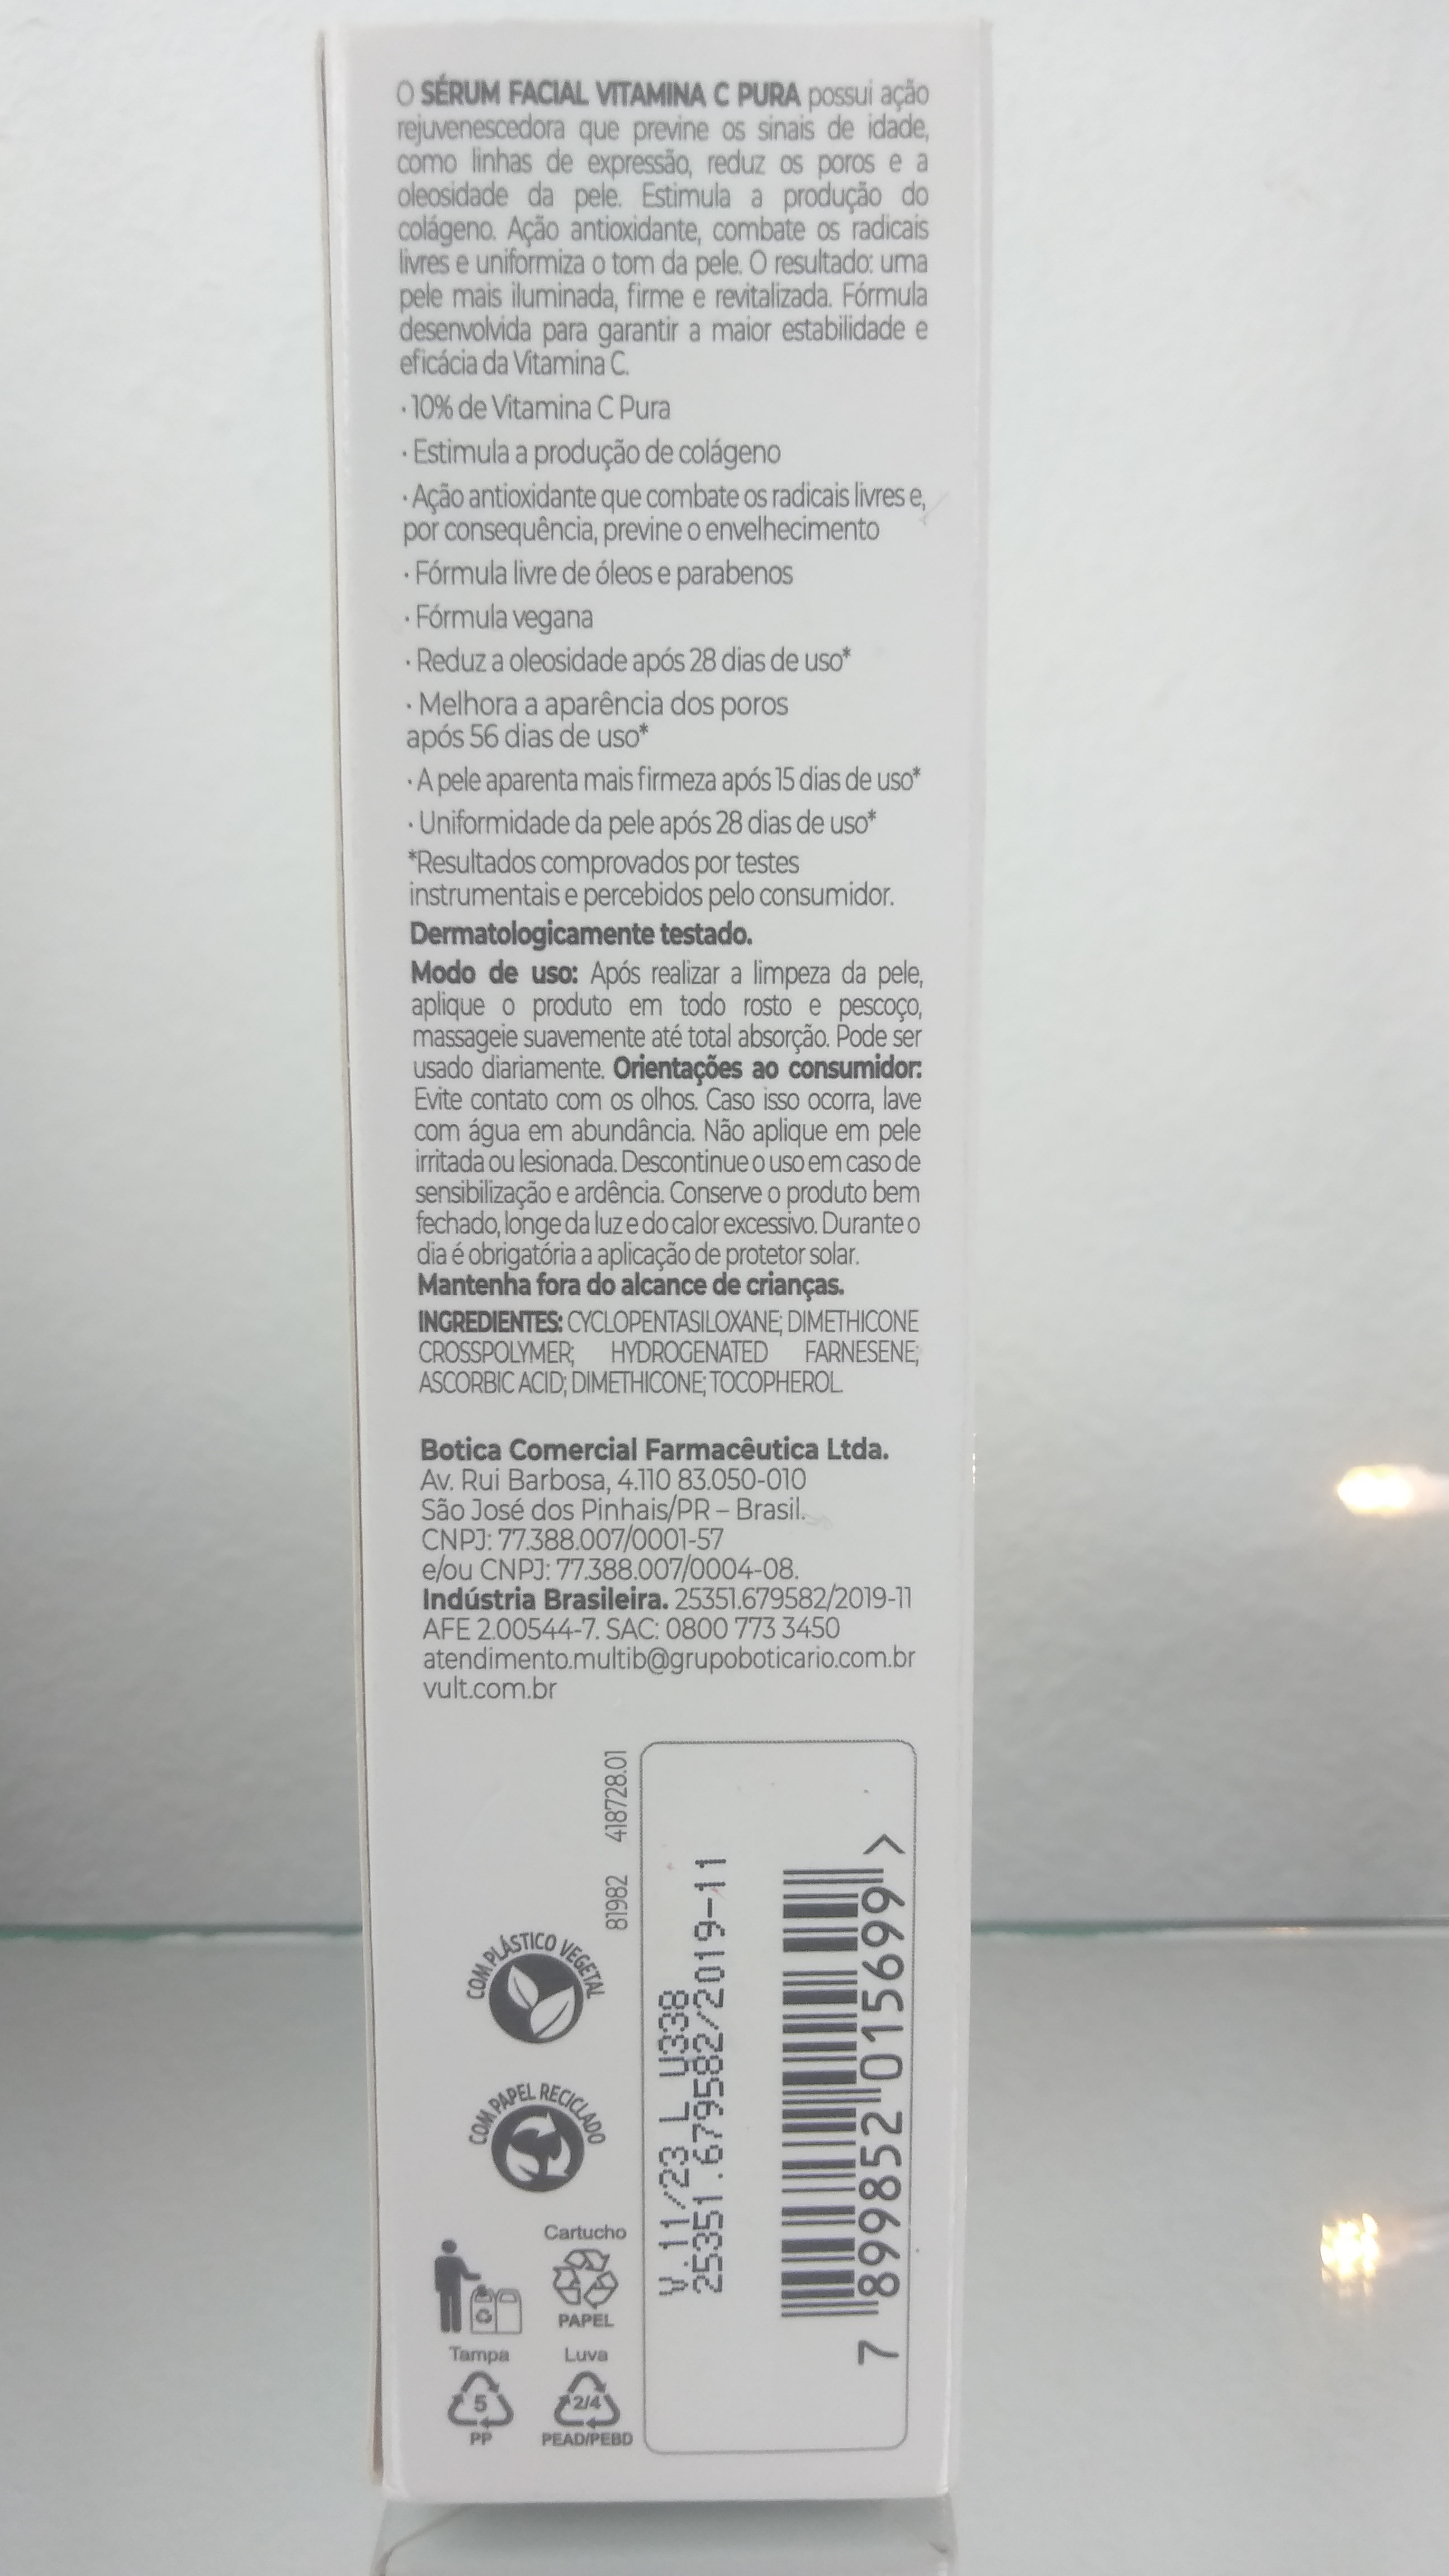 O SÉRUM FACIAL VITAMINA C PURA possui ação
rejuvenescedora que previne os sinais de idade,
como linhas de expressão, reduz os poros e a
oleosidade da pele. Estimula a produção do
colágeno. Ação antioxidante, combate os radicais
livres e uniformiza o tom da pele. O resultado: uma
pele mais iluminada, firme e revitalizada. Fórmula
desenvolvida para garantir a maior estabilidade e
eficácia da Vitamina C.
· 10% de Vitamina C Pura
· Estimula a produção de colágeno
· Ação antioxidante que combate os radicais livres e,
por consequência, previne o envelhecimento
· Fórmula livre de óleos e parabenos
· Fórmula vegana
· Reduz a oleosidade após 28 dias de uso*
· Melhora a aparência dos poros
após 56 dias de uso*
· A pele aparenta mais firmeza após 15 dias de uso*
· Uniformidade da pele após 28 dias de uso*
*Resultados comprovados por testes
instrumentais e percebidos pelo consumidor.
Dermatologicamente testado.
Modo de uso: Após realizar a limpeza da pele,
aplique o produto em todo rosto e pescoço,
massageie suavemente até total absorção. Pode ser
usado diariamente. Orientações ao consumidor:
Evite contato com os olhos. Caso isso ocorra, lave
com água em abundância. Não aplique em pele
irritada ou lesionada. Descontinue o uso em caso de
sensibilização e ardência. Conserve o produto bem
fechado, longe da luz e do calor excessivo. Durante o
dia é obrigatória a aplicação de protetor solar.
Mantenha fora do alcance de crianças.
INGREDIENTES: CYCLOPENTASILOXANE; DIMETHICONE
CROSSPOLYMER; HYDROGENATED FARNESENE;
ASCORBIC ACID; DIMETHICONE; TOCOPHEROL.
Botica Comercial Farmacêutica Ltda.
Av. Rui Barbosa, 4.110 83.050-010
São José dos Pinhais/PR – Brasil.
CNPJ: 77.388.007/0001-57
e/ou CNPJ: 77.388.007/0004-08.
Indústria Brasileira. 25351.679582/2019-11
AFE 2.00544-7. SAC: 0800 773 3450
atendimento.multib@grupoboticario.com.br
vult.com.br
81982 418728.01
COM PLÁSTICO VEGETAL
COM PAPEL RECICLADO
V.11/23 L U338
25351.679582/2019-11
7 899852 015699 >
Cartucho
PAPEL
Tampa
5
PP
Luva
2/4
PEAD/PEBD